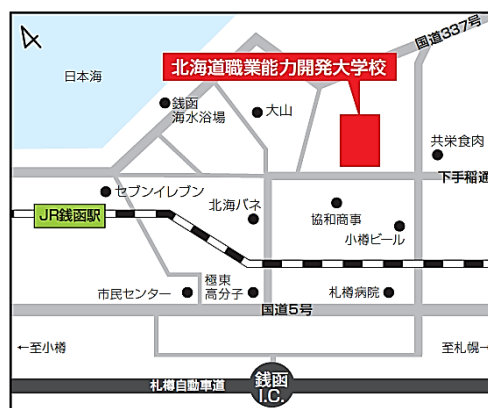 国道337号
北海道職業能力開発大学校
日本海
銭函
海水浴場
大山
共栄食肉
下手稲通
セブンイレブン
JR銭函駅
北海バネ
協和商事
小樽ビール
市民センター
極東
高分子
札樽病院
国道5号
←至小樽
至札幌→
札樽自動車道
銭函
I.C.